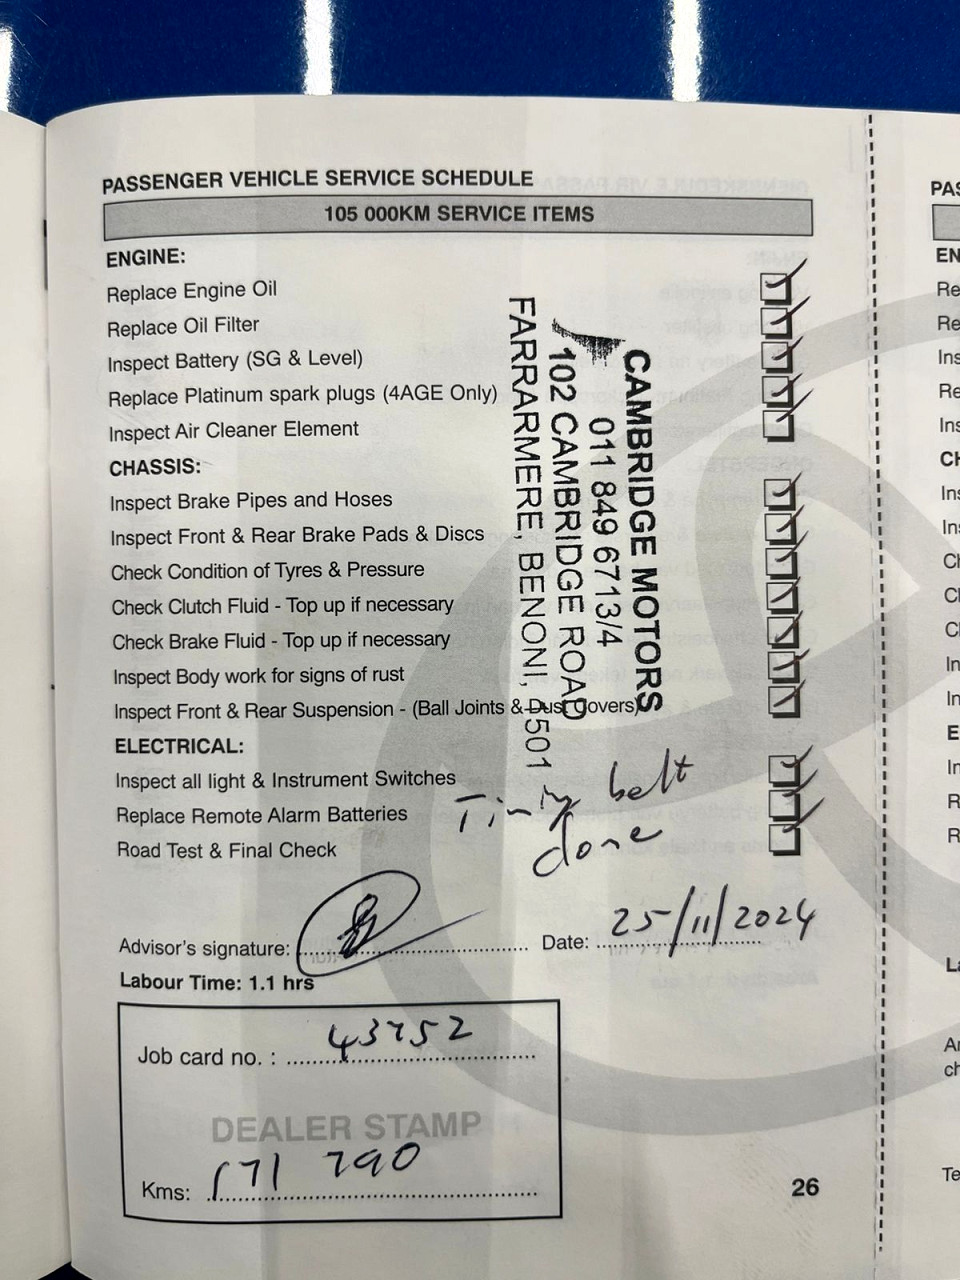 PASSENGER VEHICLE SERVICE SCHEDULE
105 000KM SERVICE ITEMS
ENGINE:
Replace Engine Oil
Replace Oil Filter
Inspect Battery (SG & Level)
Replace Platinum spark plugs (4AGE Only)
Inspect Air Cleaner Element
CHASSIS:
Inspect Brake Pipes and Hoses
Inspect Front & Rear Brake Pads & Discs
Check Condition of Tyres & Pressure
Check Clutch Fluid - Top up if necessary
Check Brake Fluid - Top up if necessary
Inspect Body work for signs of rust
Inspect Front & Rear Suspension - (Ball Joints & Dust Covers)
ELECTRICAL:
Inspect all light & Instrument Switches
Replace Remote Alarm Batteries
Road Test & Final Check
CAMBRIDGE MOTORS
011 849 6713/4
102 CAMBRIDGE ROAD
FARRARMERE, BENONI, 1501
Timing belt
done
Advisor's signature: Date: 25/11/2024
Labour Time: 1.1 hrs
Job card no. : 43752
DEALER STAMP
Kms: 171 790
26